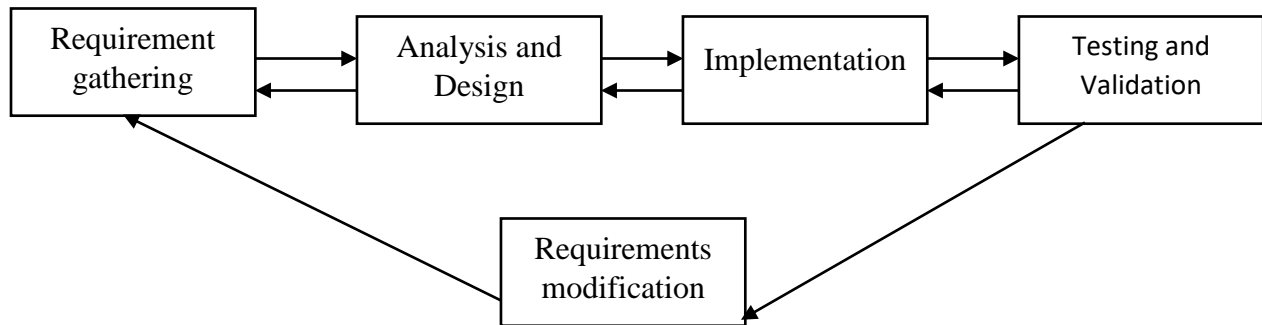 Requirement
gathering
Analysis and
Design
Implementation
Testing and
Validation
Requirements
modification